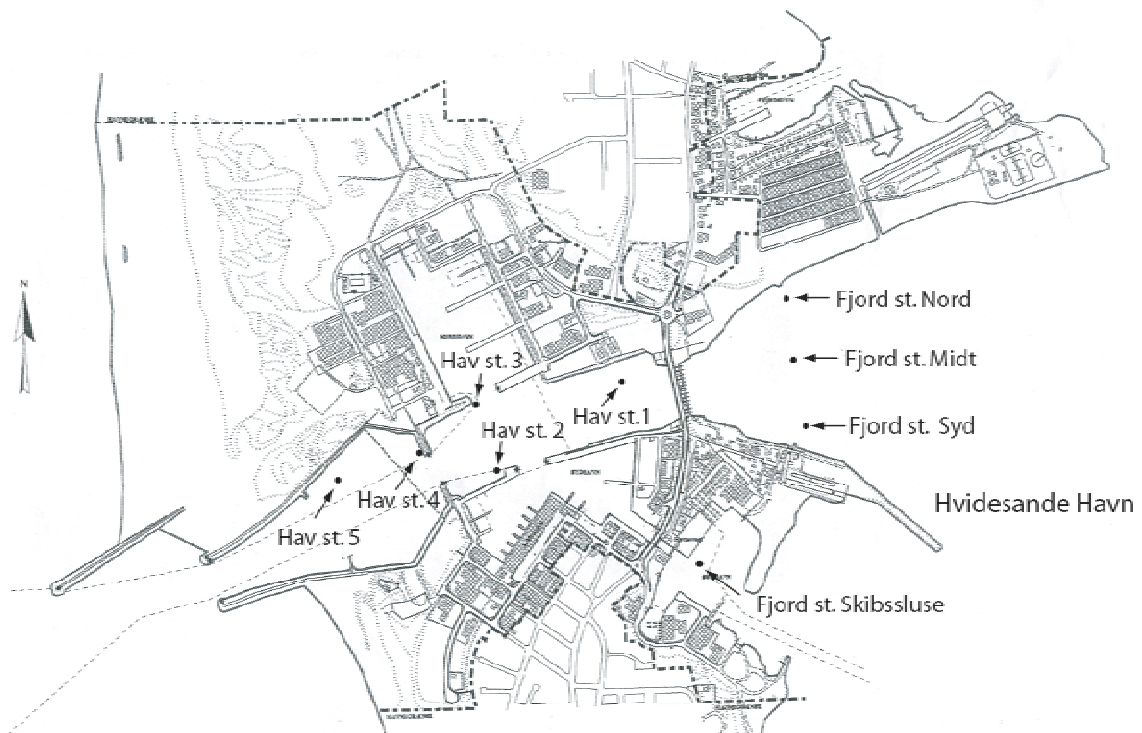 N
Fjord st. Nord
Fjord st. Midt
Hav st. 3
Hav st.1
Hav st. 2
Fjord st. Syd
Hav st. 4
Hvidesande Havn
Hav st. 5
Fjord st. Skibssluse